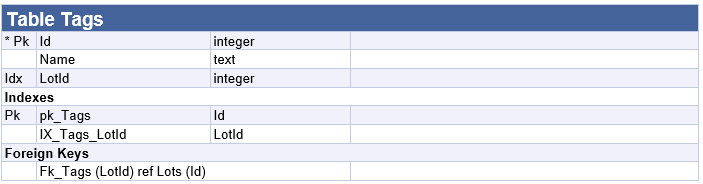 Table Tags
* Pk Id integer
Name text
Idx LotId integer
Indexes
Pk pk_Tags Id
IX_Tags_LotId LotId
Foreign Keys
Fk_Tags (LotId) ref Lots (Id)